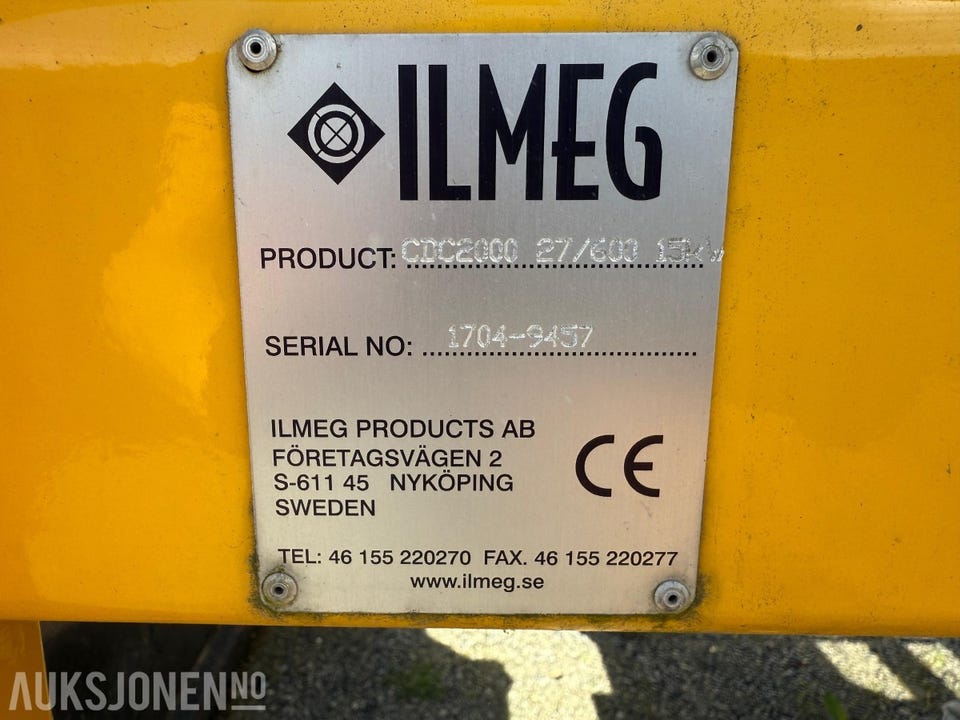 ILMEG
PRODUCT: CDC2000 27/600 15kW
SERIAL NO: 1704-9457
ILMEG PRODUCTS AB
FÖRETAGSVÄGEN 2
S-611 45 NYKÖPING
SWEDEN
CE
TEL: 46 155 220270 FAX. 46 155 220277
www.ilmeg.se
AUKSJONEN.NO